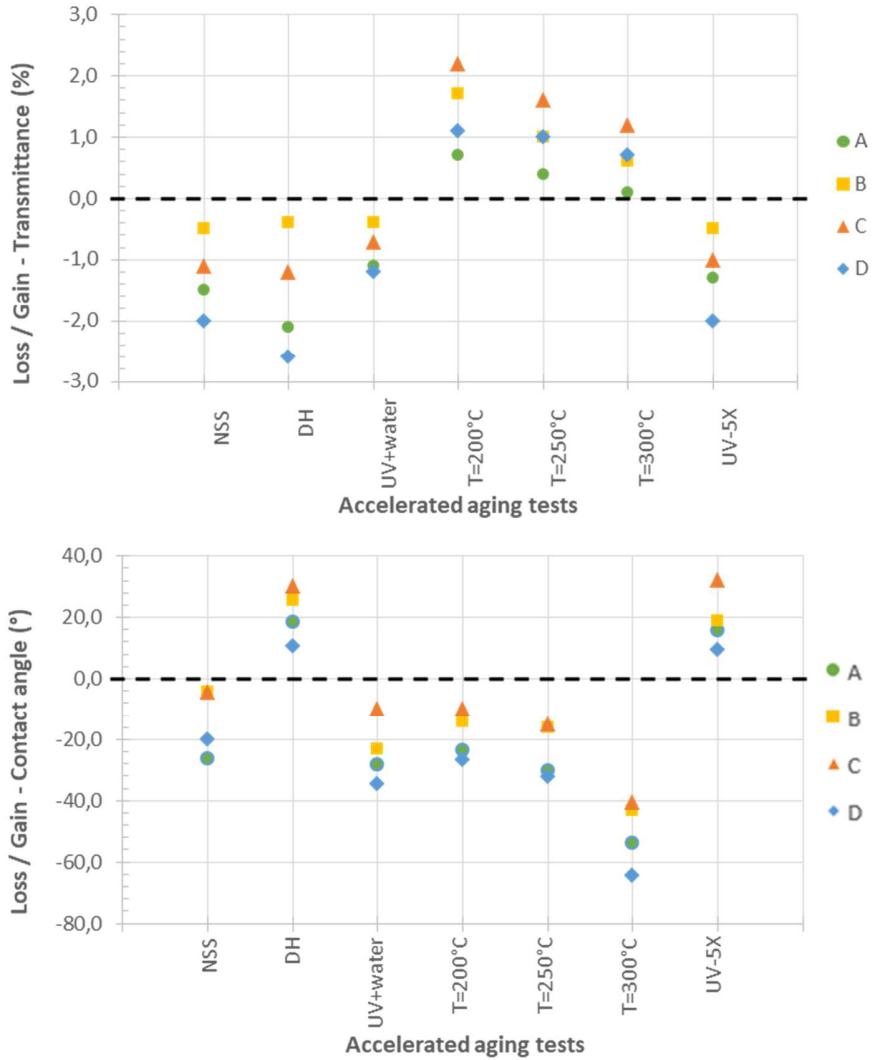 Loss / Gain - Transmittance (%)
3,0
2,0
1,0
0,0
-1,0
-2,0
-3,0
NSS
DH
UV+water
T=200°C
T=250°C
T=300°C
UV-5X
Accelerated aging tests
A
B
C
D
Loss / Gain - Contact angle (°)
40,0
20,0
0,0
-20,0
-40,0
-60,0
-80,0
NSS
DH
UV+water
T=200°C
T=250°C
T=300°C
UV-5X
Accelerated aging tests
A
B
C
D